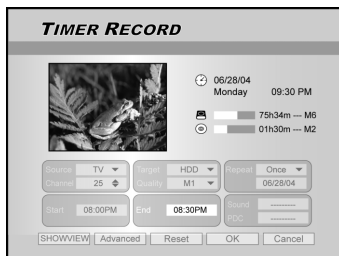 TIMER RECORD
06/28/04
Monday 09:30 PM
75h34m --- M6
01h30m --- M2
Source TV Target HDD Repeat Once
Channel 25 Quality M1 06/28/04
Start 08:00PM End 08:30PM Sound ----------
PDC ----------
SHOWVIEW Advanced Reset OK Cancel